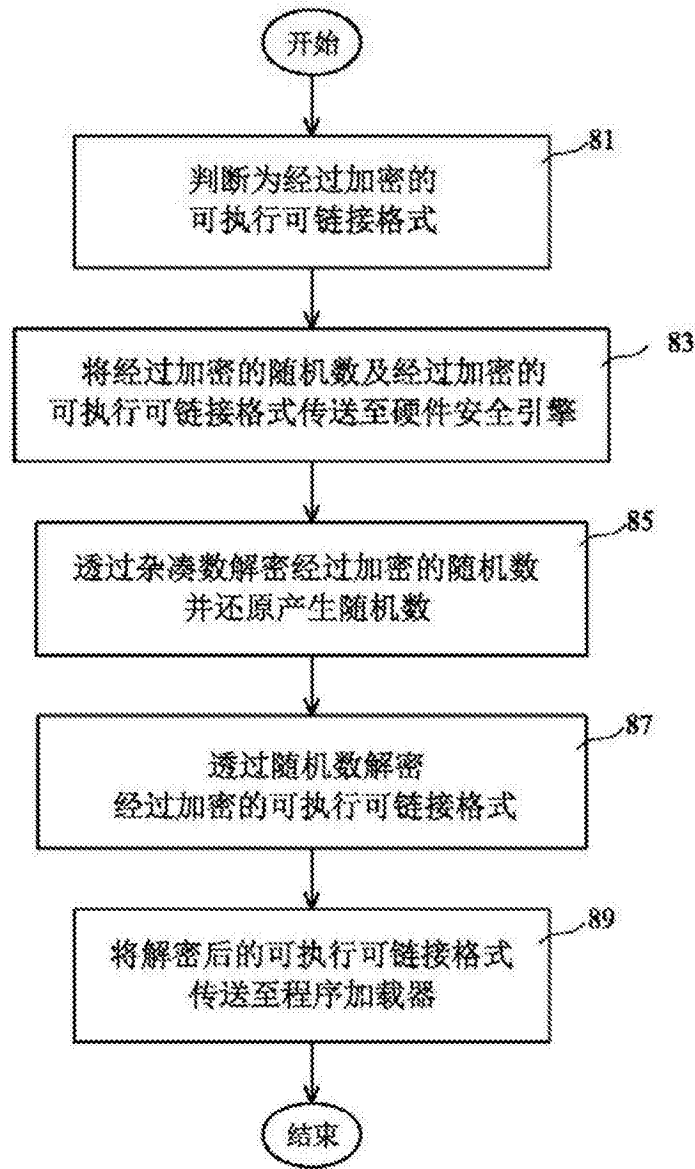 开始
81
判断为经过加密的
可执行可链接格式
83
将经过加密的随机数及经过加密的
可执行可链接格式传送至硬件安全引擎
85
透过杂凑数解密经过加密的随机数
并还原产生随机数
87
透过随机数解密
经过加密的可执行可链接格式
89
将解密后的可执行可链接格式
传送至程序加载器
结束